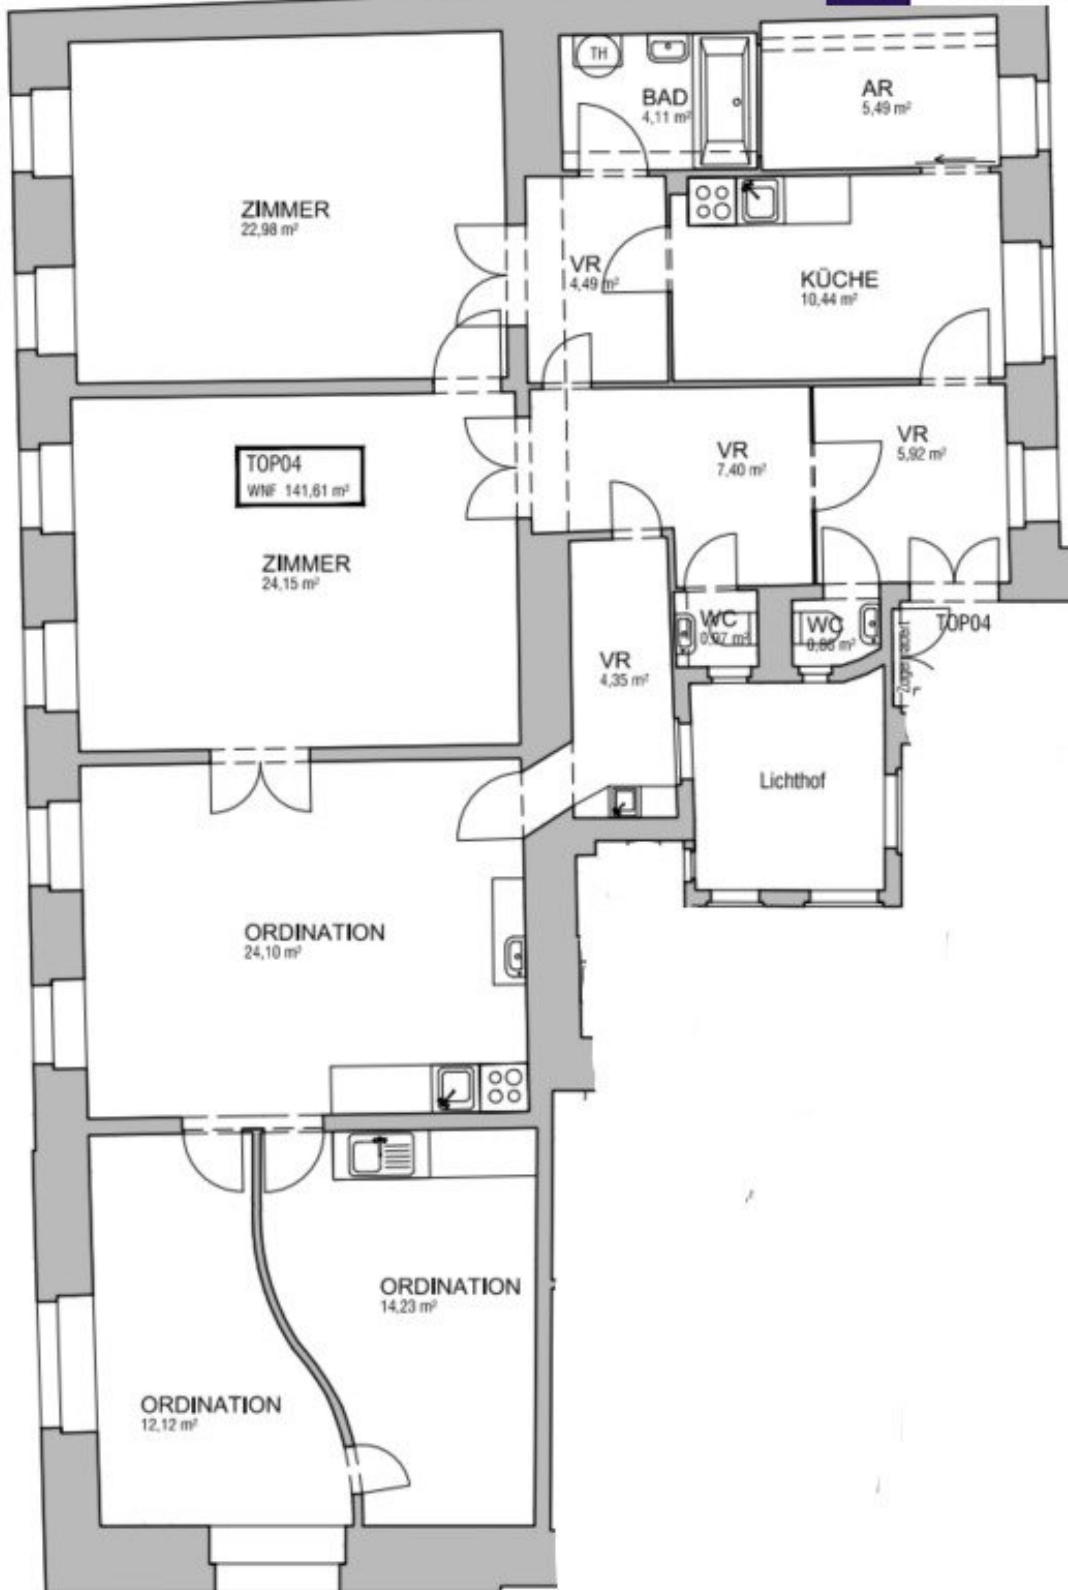 TH
BAD
4,11 m²
AR
5,49 m²
ZIMMER
22,98 m²
VR
4,49 m²
KÜCHE
10,44 m²
TOP04
WNF 141,61 m²
VR
7,40 m²
VR
5,92 m²
ZIMMER
24,15 m²
WC
0,97 m²
WC
TOP04
VR
4,35 m²
Lichthof
ORDINATION
24,10 m²
ORDINATION
14,23 m²
ORDINATION
12,12 m²